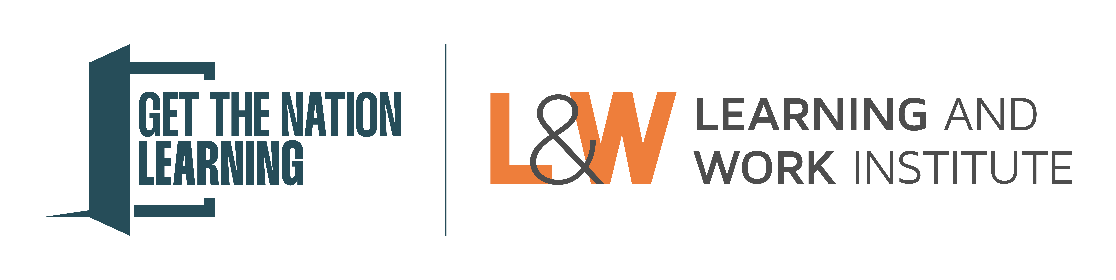 GET THE NATION
LEARNING
L&W
LEARNING AND
WORK INSTITUTE